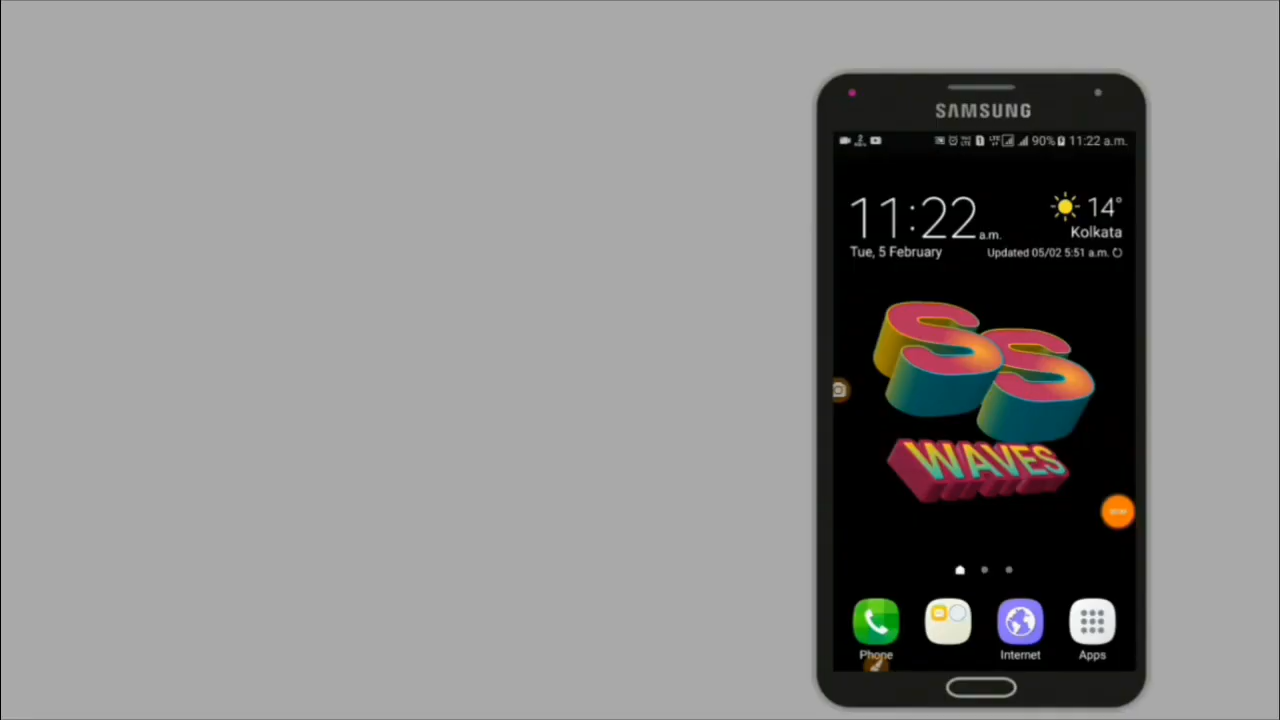 SAMSUNG
90% 11:22 a.m.
11:22 a.m.
14°
Kolkata
Tue, 5 February
Updated 05/02 5:51 a.m.
SS
WAVES
Phone
Internet
Apps